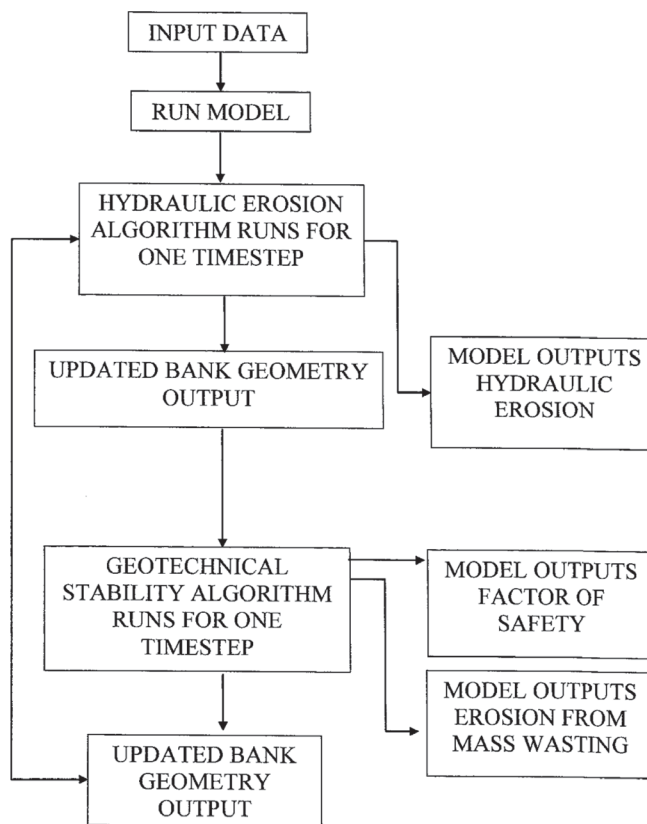 INPUT DATA
RUN MODEL
HYDRAULIC EROSION
ALGORITHM RUNS FOR
ONE TIMESTEP
UPDATED BANK GEOMETRY
OUTPUT
MODEL OUTPUTS
HYDRAULIC
EROSION
GEOTECHNICAL
STABILITY ALGORITHM
RUNS FOR ONE
TIMESTEP
MODEL OUTPUTS
FACTOR OF
SAFETY
MODEL OUTPUTS
EROSION FROM
MASS WASTING
UPDATED BANK
GEOMETRY
OUTPUT